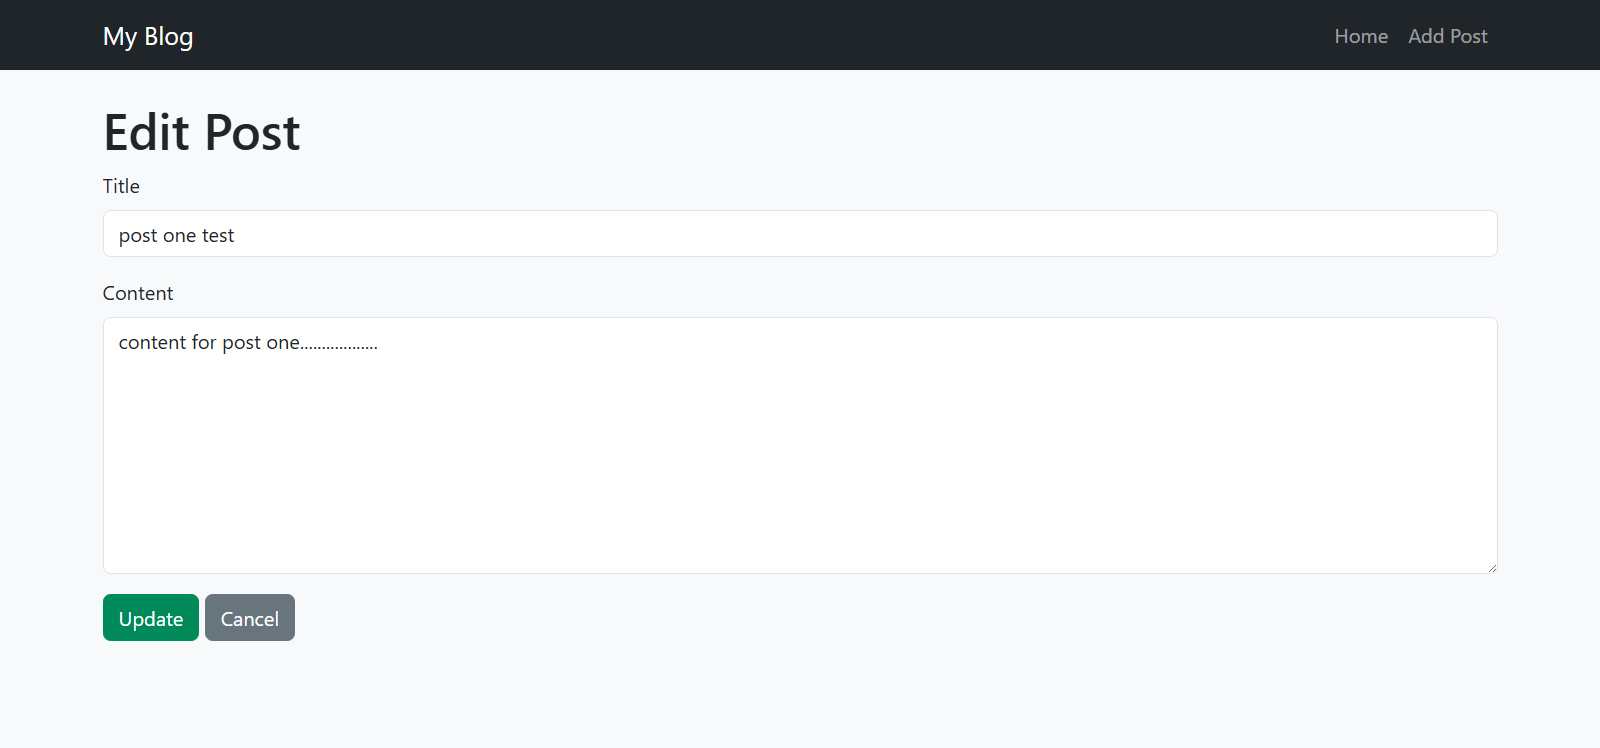 My Blog
Home
Add Post
Edit Post
Title
post one test
Content
content for post one..................
Update
Cancel